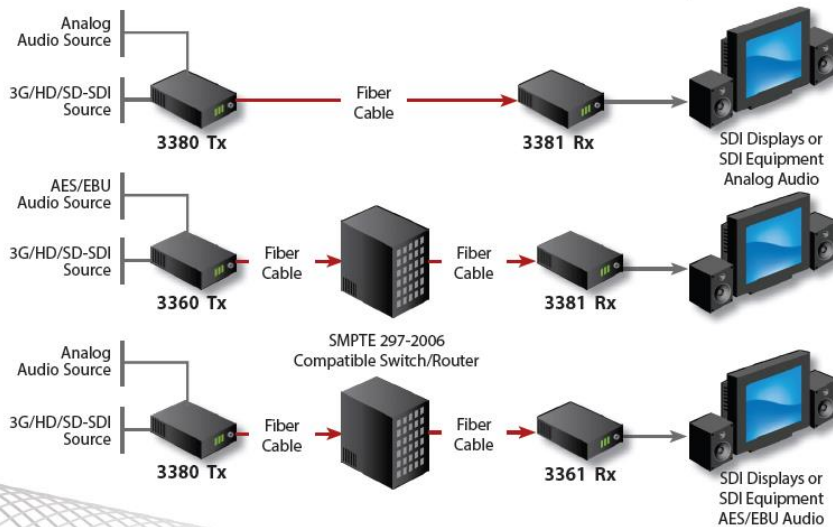 Analog
Audio Source
3G/HD/SD-SDI
Source
3380 Tx
Fiber
Cable
3381 Rx
SDI Displays or
SDI Equipment
Analog Audio
AES/EBU
Audio Source
3G/HD/SD-SDI
Source
3360 Tx
Fiber
Cable
SMPTE 297-2006
Compatible Switch/Router
Fiber
Cable
3381 Rx
Analog
Audio Source
3G/HD/SD-SDI
Source
3380 Tx
Fiber
Cable
Fiber
Cable
3361 Rx
SDI Displays or
SDI Equipment
AES/EBU Audio